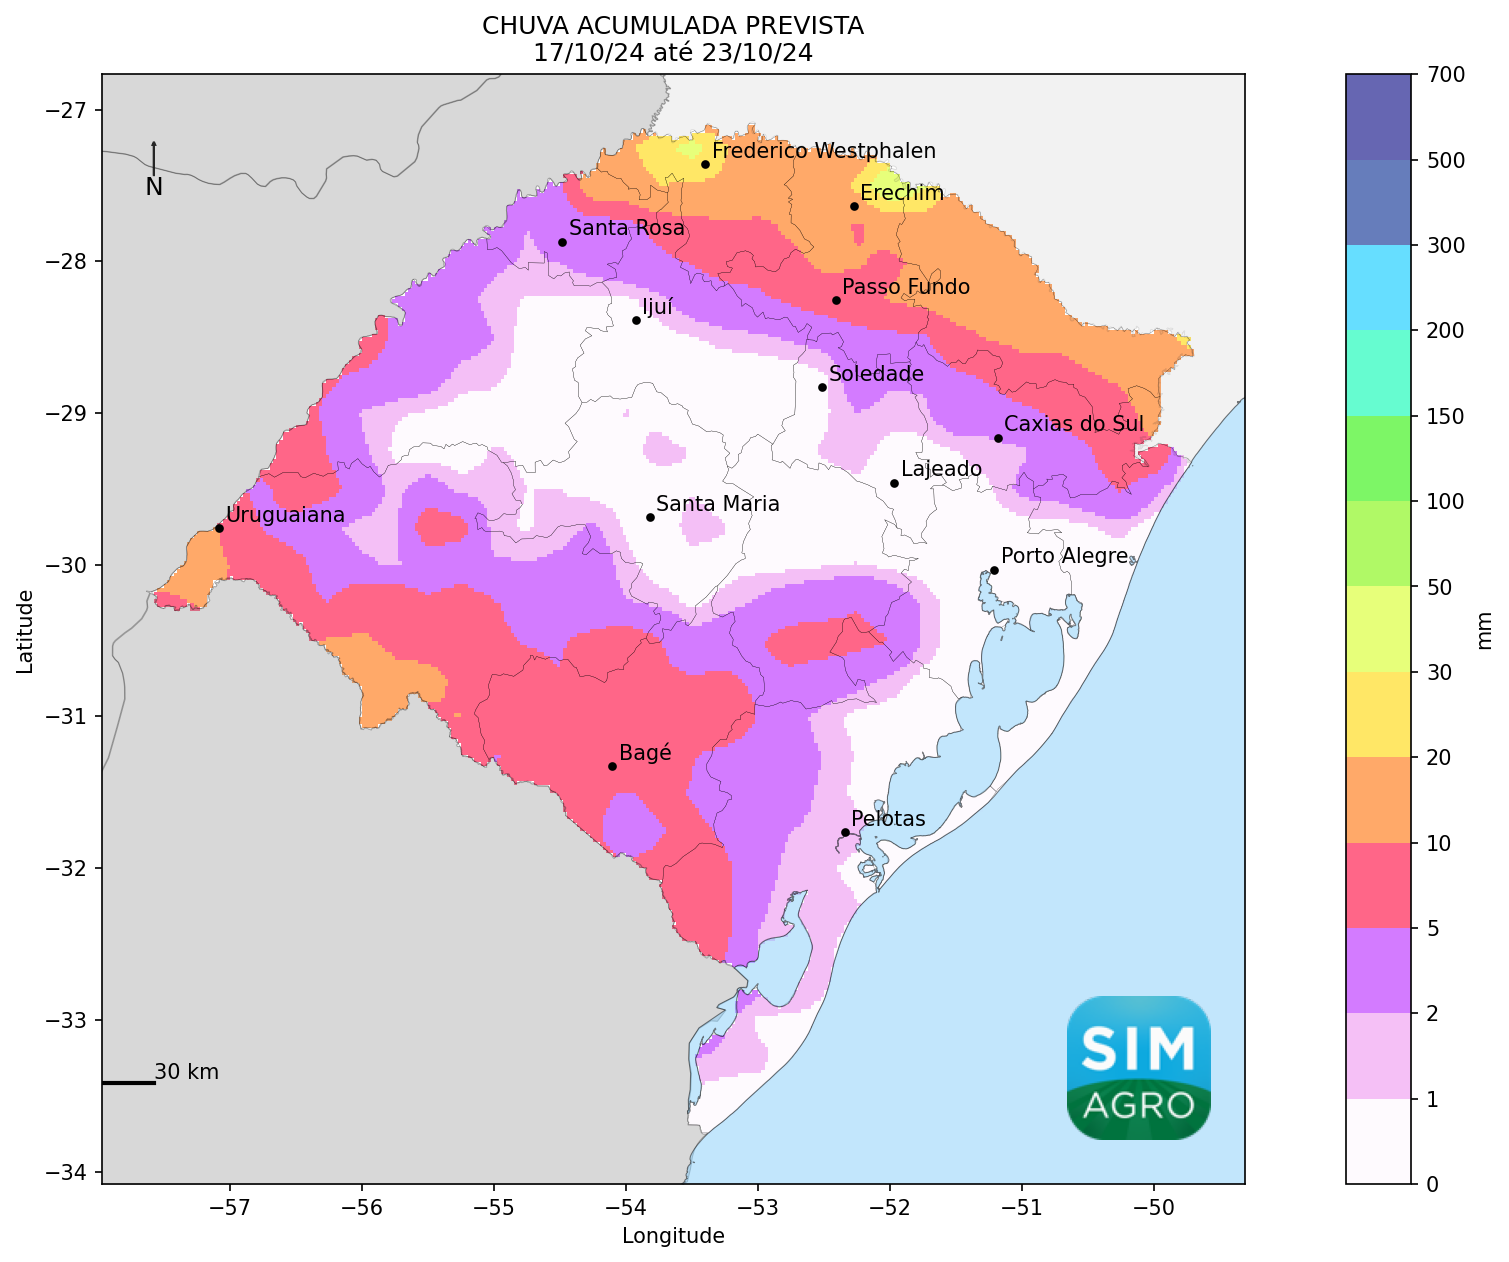 CHUVA ACUMULADA PREVISTA
17/10/24 até 23/10/24
−27
−28
−29
−30
−31
−32
−33
−34
Latitude
N
Frederico Westphalen
Erechim
Santa Rosa
Passo Fundo
Ijuí
Soledade
Caxias do Sul
Lajeado
Santa Maria
Uruguaiana
Porto Alegre
Bagé
Pelotas
30 km
SIM
AGRO
−57
−56
−55
−54
−53
−52
−51
−50
Longitude
700
500
300
200
150
100
50
30
20
10
5
2
1
0
mm